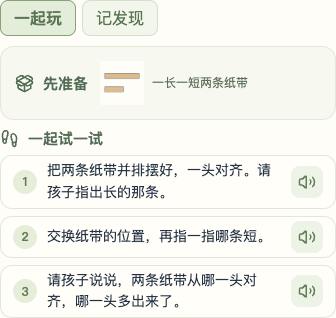 一起玩 记发现
先准备 一长一短两条纸带
一起试一试
1 把两条纸带并排摆好，一头对齐。请
孩子指出长的那条。
2 交换纸带的位置，再指一指哪条短。
3 请孩子说说，两条纸带从哪一头对
齐，哪一头多出来了。